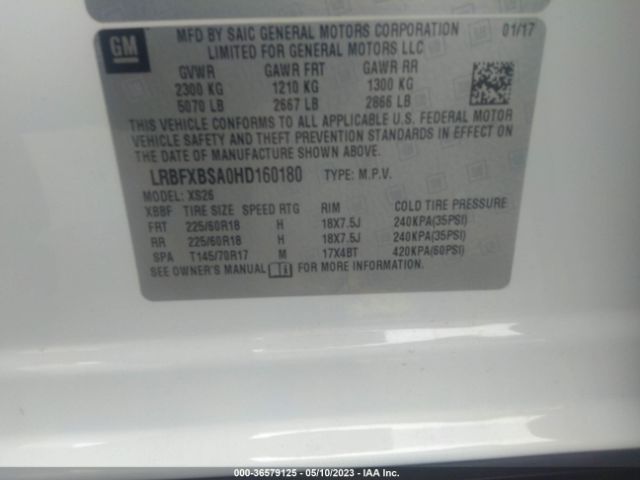 GM
MFD BY SAIC GENERAL MOTORS CORPORATION 01/17
LIMITED FOR GENERAL MOTORS LLC
GVWR GAWR FRT GAWR RR
2300 KG 1210 KG 1300 KG
5070 LB 2667 LB 2866 LB
THIS VEHICLE CONFORMS TO ALL APPLICABLE U.S. FEDERAL MOTOR
VEHICLE SAFETY AND THEFT PREVENTION STANDARDS IN EFFECT ON
THE DATE OF MANUFACTURE SHOWN ABOVE.
LRBFXBSA0HD160180 TYPE: M.P.V.
MODEL: XS26
XBBF TIRE SIZE SPEED RTG RIM COLD TIRE PRESSURE
FRT 225/60R18 H 18X7.5J 240KPA(35PSI)
RR 225/60R18 H 18X7.5J 240KPA(35PSI)
SPA T145/70R17 M 17X4BT 420KPA(60PSI)
SEE OWNER'S MANUAL FOR MORE INFORMATION.
000-36579125 - 05/10/2023 - IAA Inc.